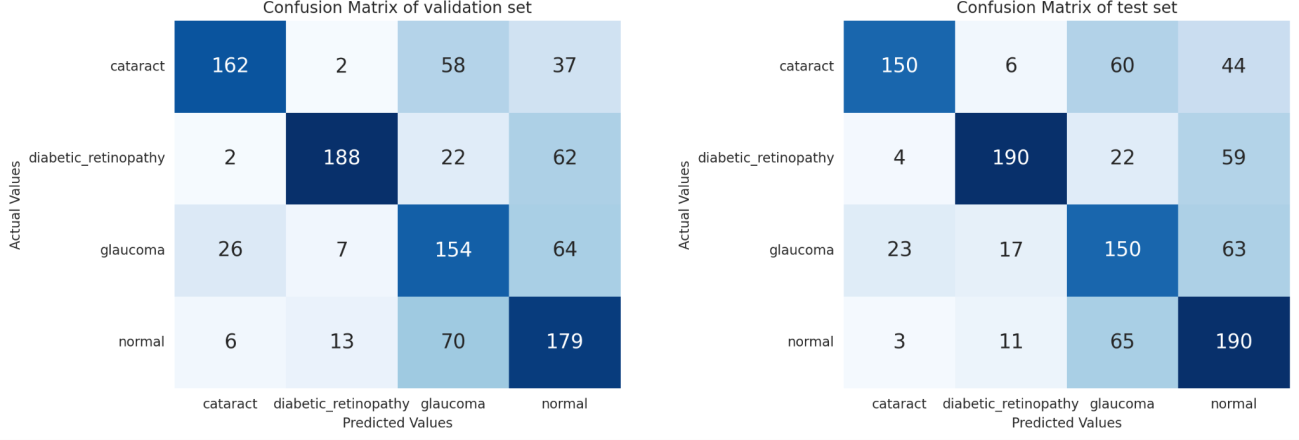 Confusion Matrix of validation set
Actual Values
cataract 162 2 58 37
diabetic_retinopathy 2 188 22 62
glaucoma 26 7 154 64
normal 6 13 70 179
cataract diabetic_retinopathy glaucoma normal
Predicted Values
Confusion Matrix of test set
Actual Values
cataract 150 6 60 44
diabetic_retinopathy 4 190 22 59
glaucoma 23 17 150 63
normal 3 11 65 190
cataract diabetic_retinopathy glaucoma normal
Predicted Values